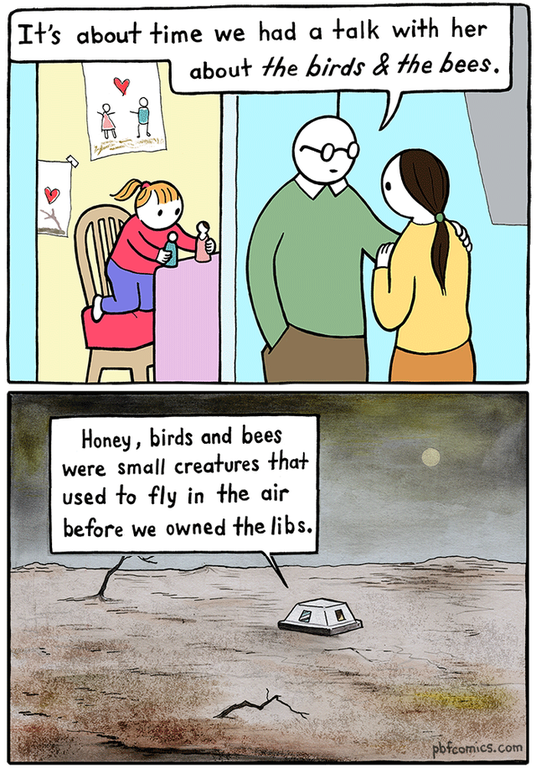 It's about time we had a talk with her
about the birds & the bees.
Honey, birds and bees
were small creatures that
used to fly in the air
before we owned the libs.
pbfcomics.com